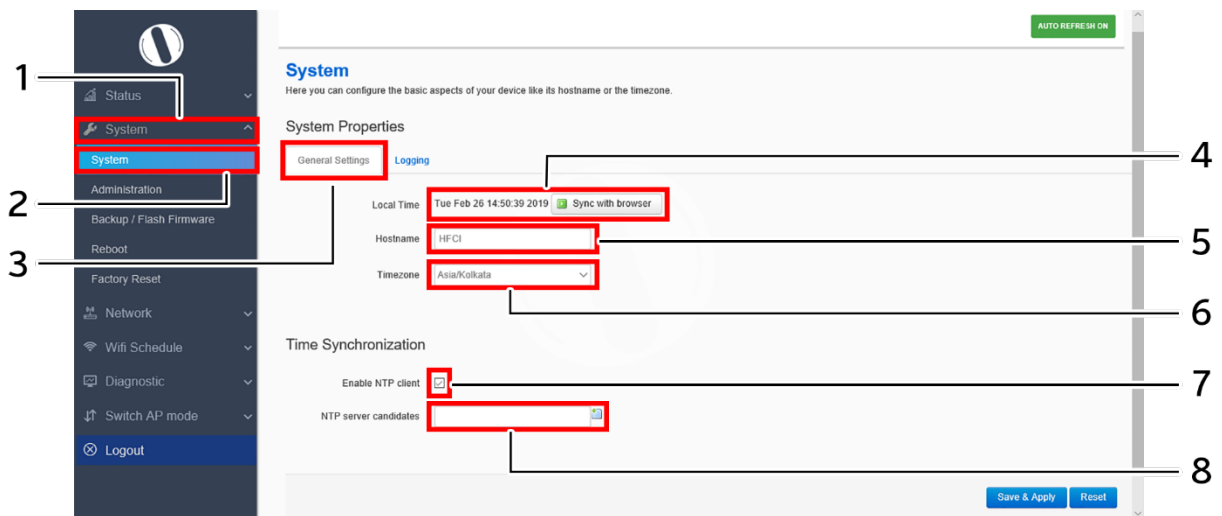 AUTO REFRESH ON
1
Status
System
System
Here you can configure the basic aspects of your device like its hostname or the timezone.
System
System Properties
2
Administration
Backup / Flash Firmware
Reboot
Factory Reset
3
General Settings
Logging
4
Local Time Tue Feb 26 14:50:39 2019 Sync with browser
Hostname HFCI
5
Timezone Asia/Kolkata
6
Network
Wifi Schedule
Diagnostic
Switch AP mode
Logout
Time Synchronization
Enable NTP client
7
NTP server candidates
8
Save & Apply Reset